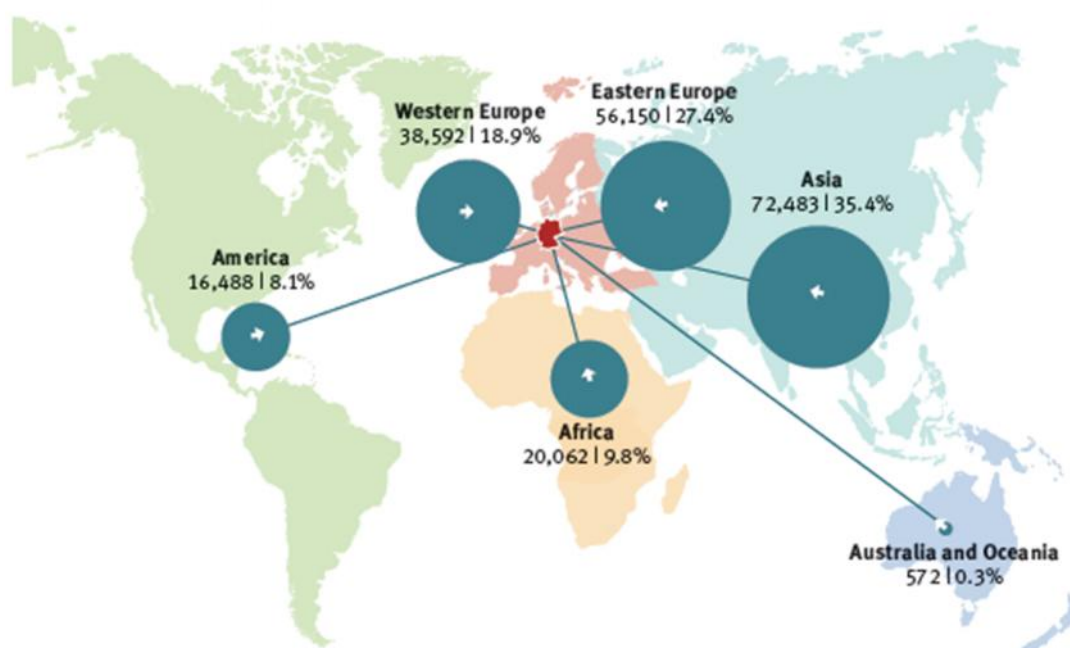 Western Europe
38,592 | 18.9%
Eastern Europe
56,150 | 27.4%
Asia
72,483 | 35.4%
America
16,488 | 8.1%
Africa
20,062 | 9.8%
Australia and Oceania
572 | 0.3%